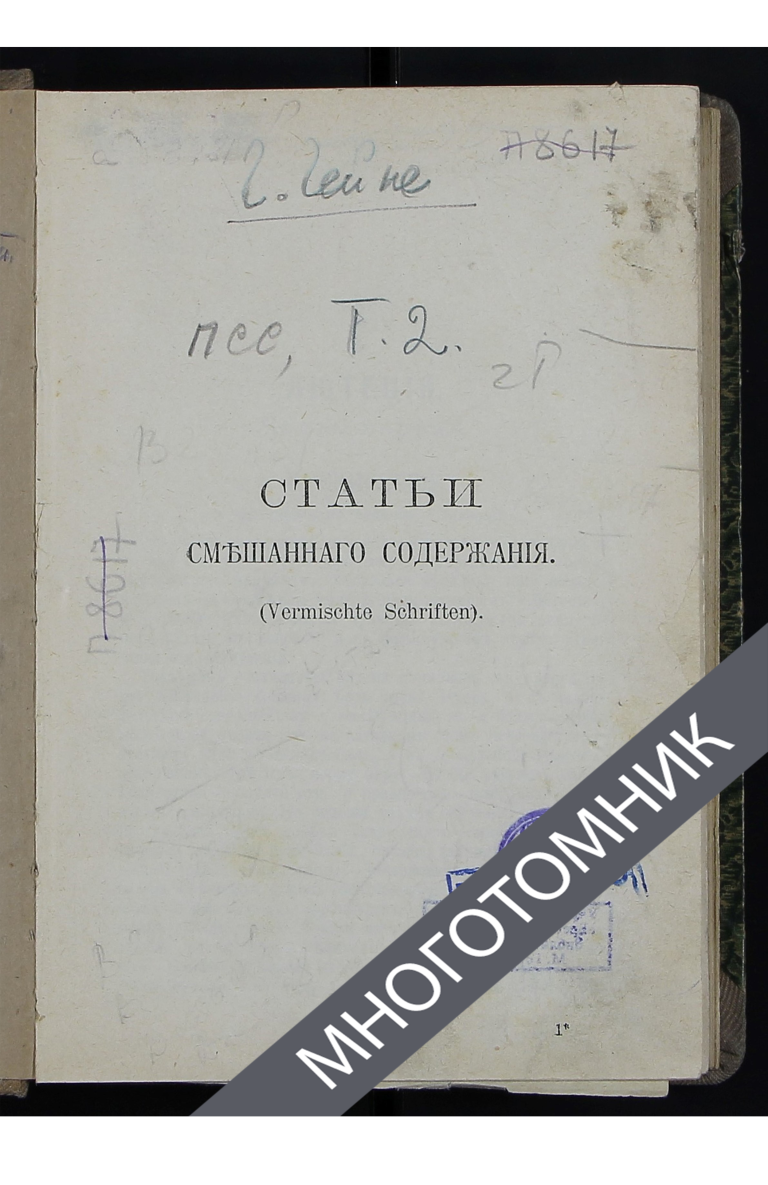 П8617
Г. Гейне
ПСС, Т. 2.
СТАТЬИ
СМѢШАННАГО СОДЕРЖАНІЯ.
(Vermischte Schriften).
П8617
МНОГОТОМНИК
1*